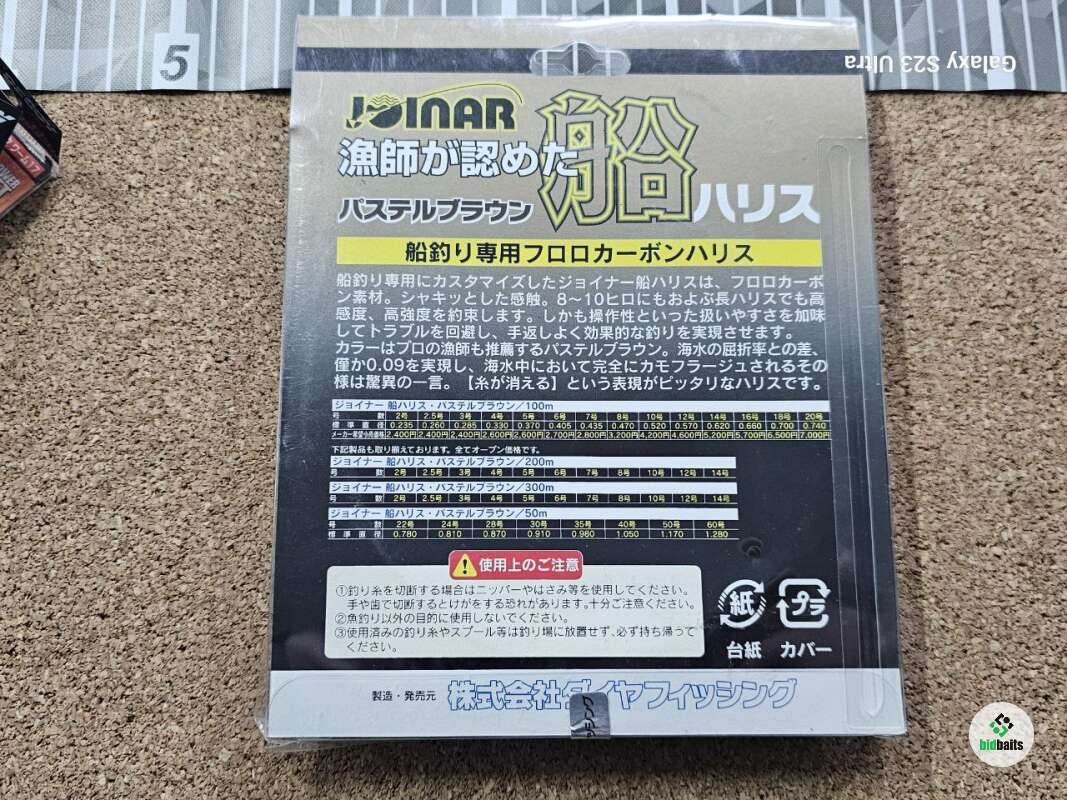 5
Galaxy S23 Ultra
JOINAR
漁師が認めた
船
パステルブラウン
ハリス
船釣り専用フロロカーボンハリス
船釣り専用にカスタマイズしたジョイナー船ハリスは、フロロカーボ
ン素材。シャキッとした感触。8〜10ヒロにもおよぶ長ハリスでも高
感度、高強度を約束します。しかも操作性といった扱いやすさを加味
してトラブルを回避し、手返しよく効果的な釣りを実現させます。
カラーはプロの漁師も推薦するパステルブラウン。海水の屈折率との差、
僅か0.09を実現し、海水中において完全にカモフラージュされるその
様は驚異の一言。【糸が消える】という表現がピッタリなハリスです。
ジョイナー 船ハリス・パステルブラウン／100m
号数 2号 2.5号 3号 4号 5号 6号 7号 8号 10号 12号 14号 16号 18号 20号
標準直径 0.235 0.260 0.285 0.330 0.370 0.405 0.435 0.470 0.520 0.570 0.620 0.660 0.700 0.740
メーカー希望小売価格 2,400円 2,400円 2,400円 2,600円 2,600円 2,700円 2,800円 3,200円 4,200円 4,600円 5,200円 5,700円 6,500円 7,000円
下記製品も取り揃えております。全てオープン価格です。
ジョイナー 船ハリス・パステルブラウン／200m
号数 2号 2.5号 3号 4号 5号 6号 7号 8号 10号 12号 14号
ジョイナー 船ハリス・パステルブラウン／300m
号数 2号 2.5号 3号 4号 5号 6号 7号 8号 10号 12号 14号
ジョイナー 船ハリス・パステルブラウン／50m
号数 22号 24号 28号 30号 35号 40号 50号 60号
標準直径 0.780 0.810 0.870 0.910 0.960 1.050 1.170 1.280
使用上のご注意
①釣り糸を切断する場合はニッパーやはさみ等を使用してください。
手や歯で切断するとけがをする恐れがあります。十分ご注意ください。
②魚釣り以外の目的に使用しないでください。
③使用済みの釣り糸やスプール等は釣り場に放置せず、必ず持ち帰って
ください。
紙
プラ
台紙 カバー
製造・発売元 株式会社ダイヤフィッシング
bidbaits